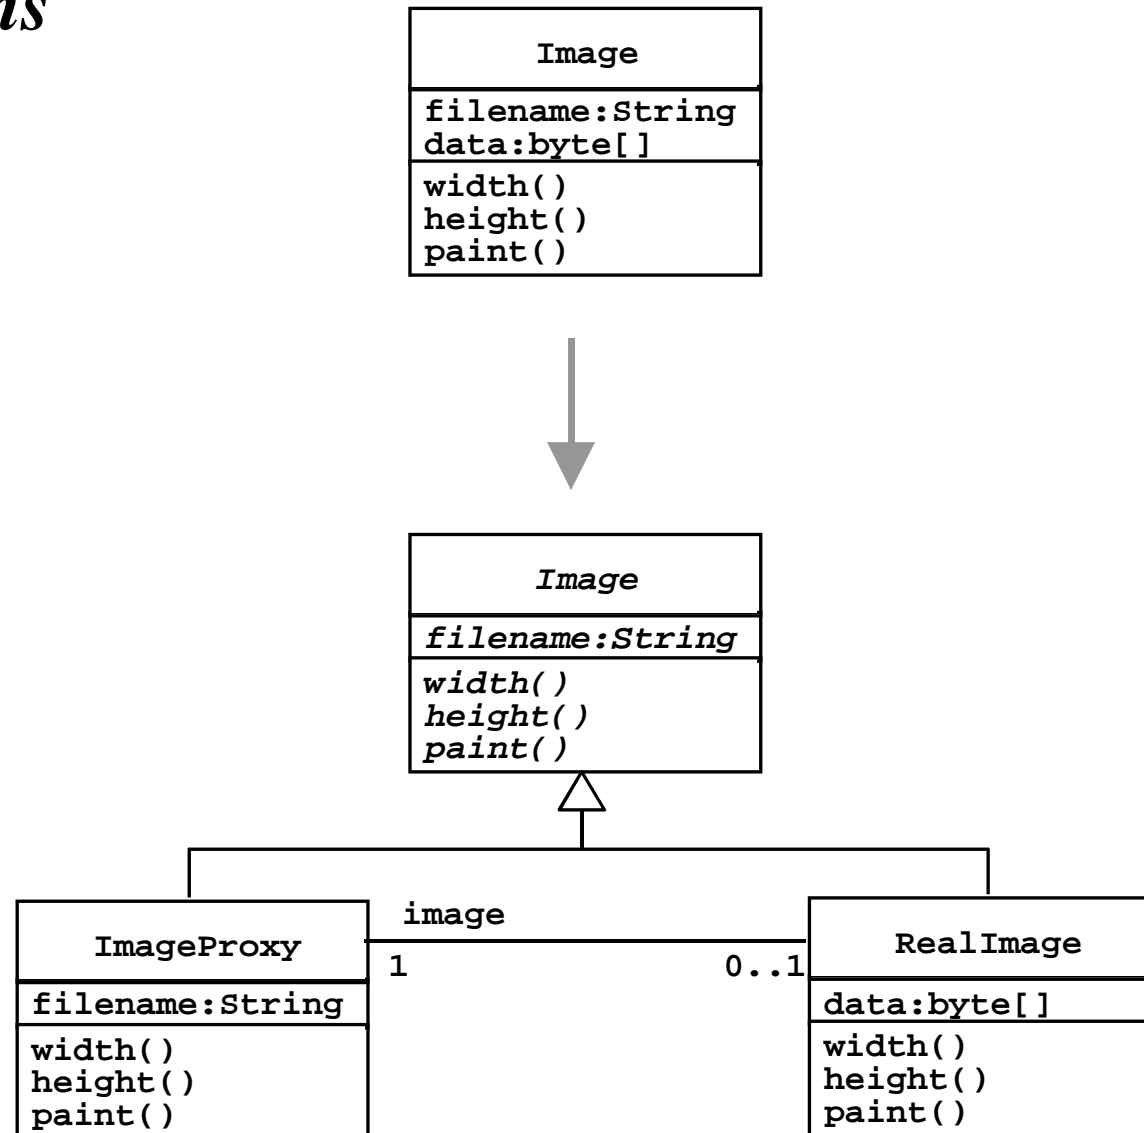 ns
Image
filename:String
data:byte[]
width()
height()
paint()
Image
filename:String
width()
height()
paint()
image
1
0..1
ImageProxy
filename:String
width()
height()
paint()
RealImage
data:byte[]
width()
height()
paint()